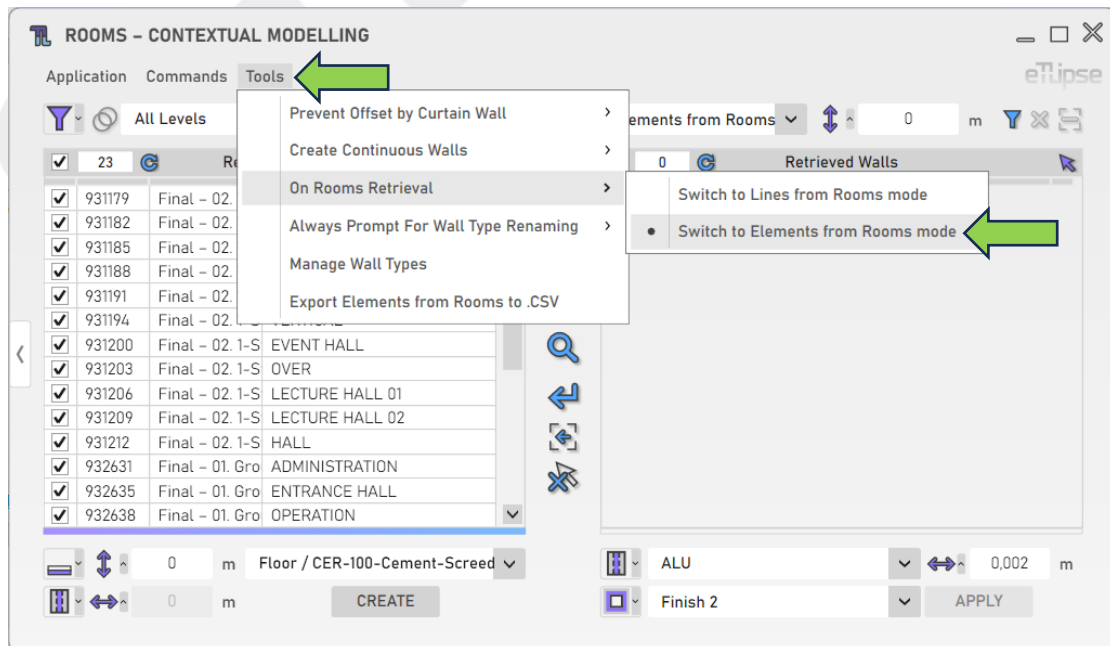 ROOMS – CONTEXTUAL MODELLING
Application Commands Tools
eTLipse
All Levels
ements from Rooms
0 m
Prevent Offset by Curtain Wall
Create Continuous Walls
On Rooms Retrieval
Always Prompt For Wall Type Renaming
Manage Wall Types
Export Elements from Rooms to .CSV
Switch to Lines from Rooms mode
Switch to Elements from Rooms mode
23 Re
0 Retrieved Walls
931179 Final – 02.
931182 Final – 02.
931185 Final – 02.
931188 Final – 02.
931191 Final – 02.
931194 Final – 02. 1-S VERTICAL
931200 Final – 02. 1-S EVENT HALL
931203 Final – 02. 1-S OVER
931206 Final – 02. 1-S LECTURE HALL 01
931209 Final – 02. 1-S LECTURE HALL 02
931212 Final – 02. 1-S HALL
932631 Final – 01. Gro ADMINISTRATION
932635 Final – 01. Gro ENTRANCE HALL
932638 Final – 01. Gro OPERATION
0 m Floor / CER-100-Cement-Screed
0 m CREATE
ALU 0,002 m
Finish 2 APPLY